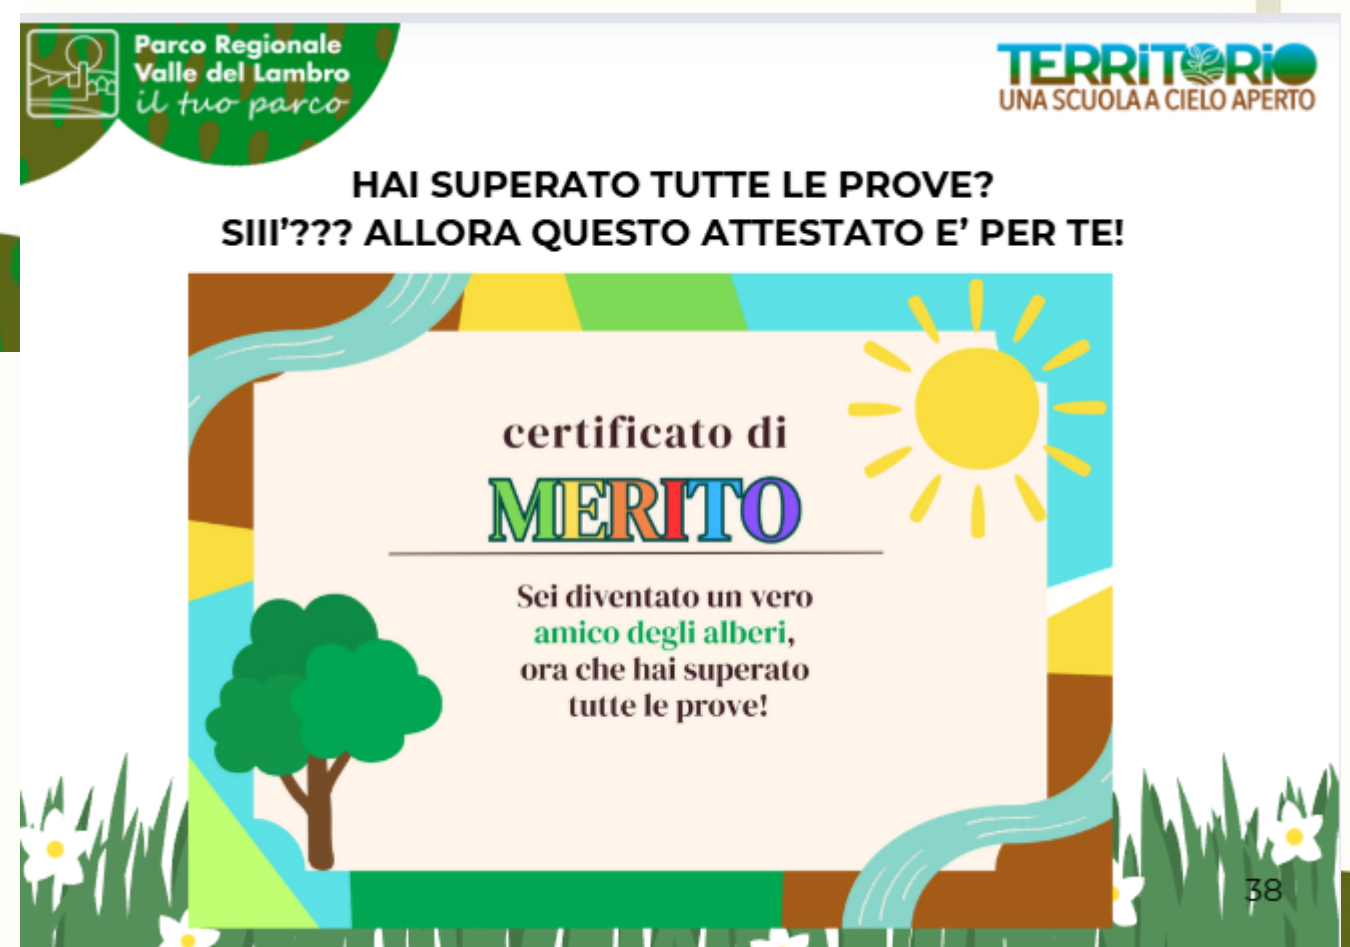 Parco Regionale
Valle del Lambro
il tuo parco
TERRiTORiO
UNA SCUOLA A CIELO APERTO
HAI SUPERATO TUTTE LE PROVE?
SIII’??? ALLORA QUESTO ATTESTATO E’ PER TE!
certificato di
MERITO
Sei diventato un vero
amico degli alberi,
ora che hai superato
tutte le prove!
38